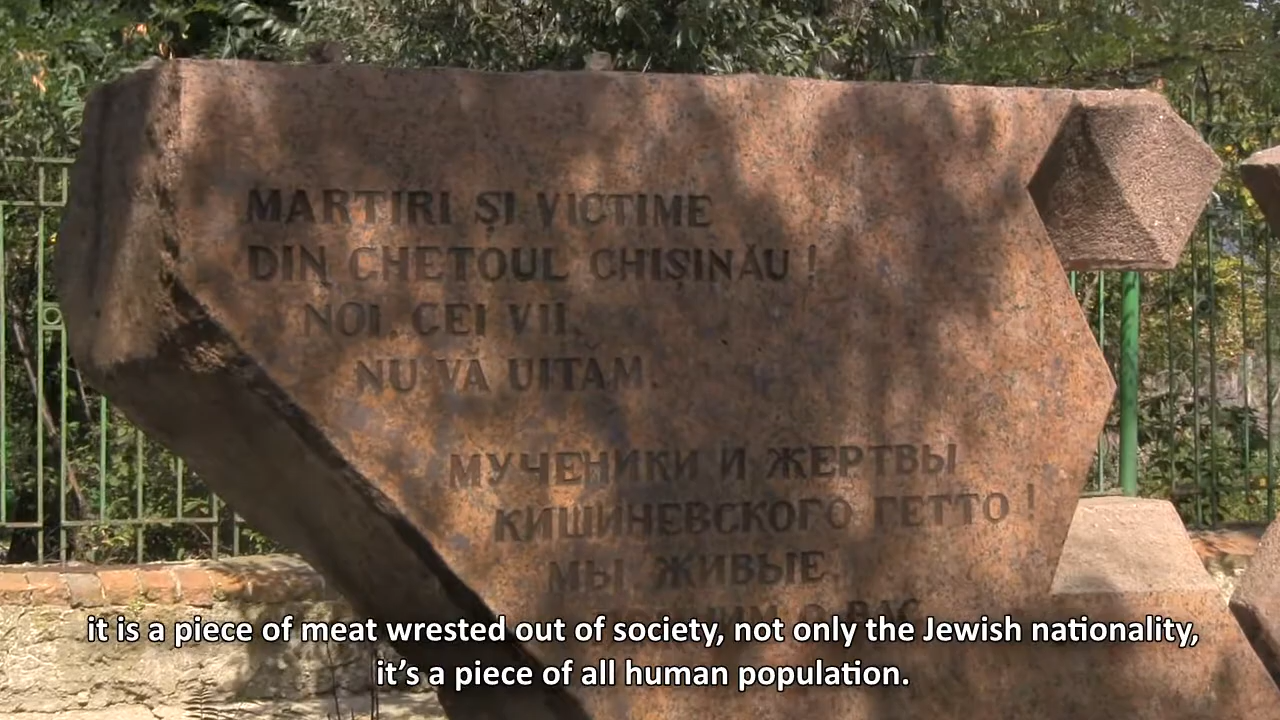 MARTIRI ȘI VICTIME
DIN GHETOUL CHIȘINĂU!
NOI, CEI VII,
NU VĂ UITĂM.
МУЧЕНИКИ И ЖЕРТВЫ
КИШИНЕВСКОГО ГЕТТО!
МЫ, ЖИВЫЕ,
О ВАС
it is a piece of meat wrested out of society, not only the Jewish nationality,
it’s a piece of all human population.